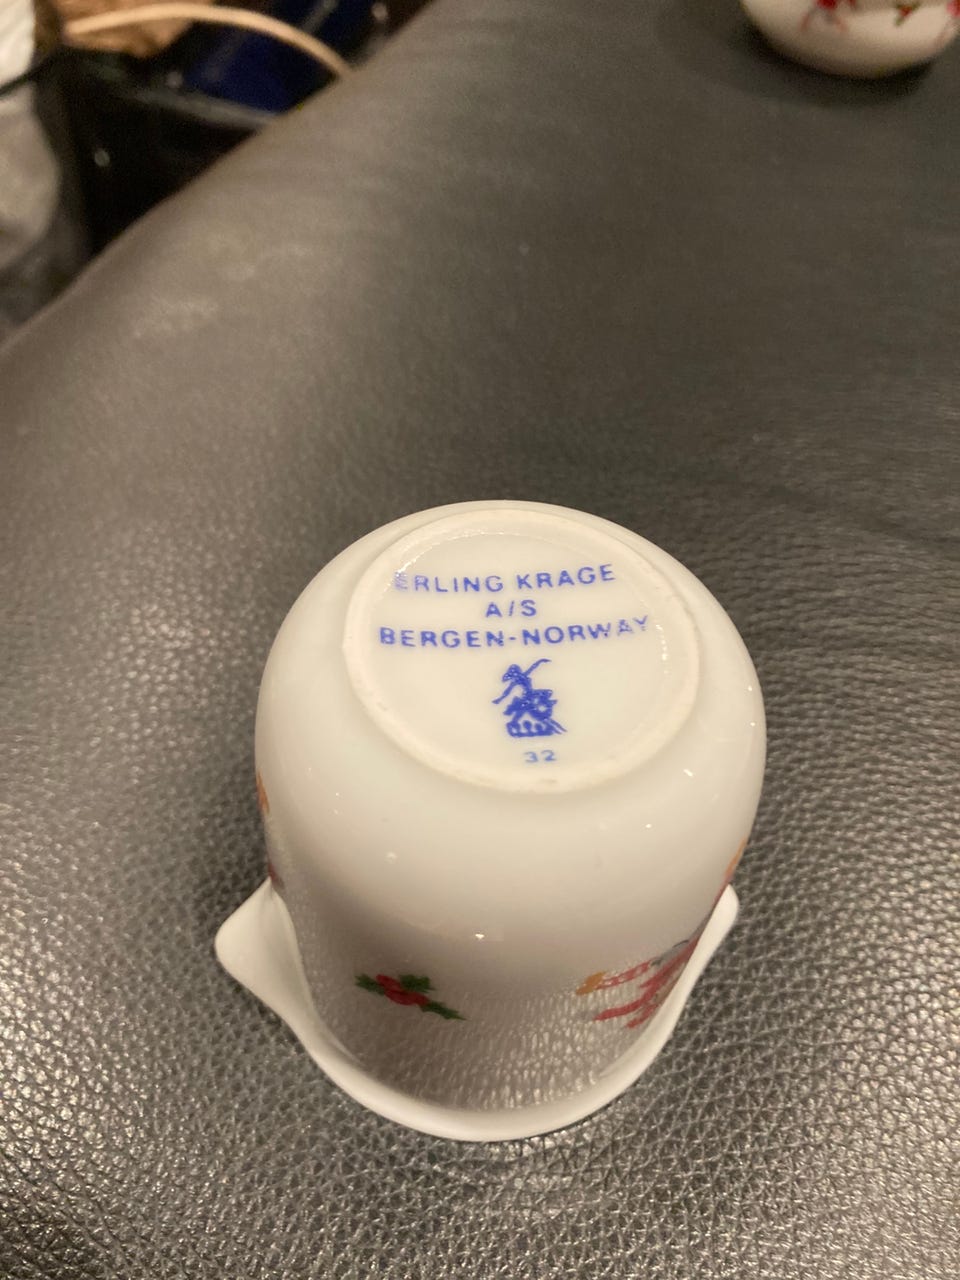 ERLING KRAGE
A/S
BERGEN-NORWAY
32